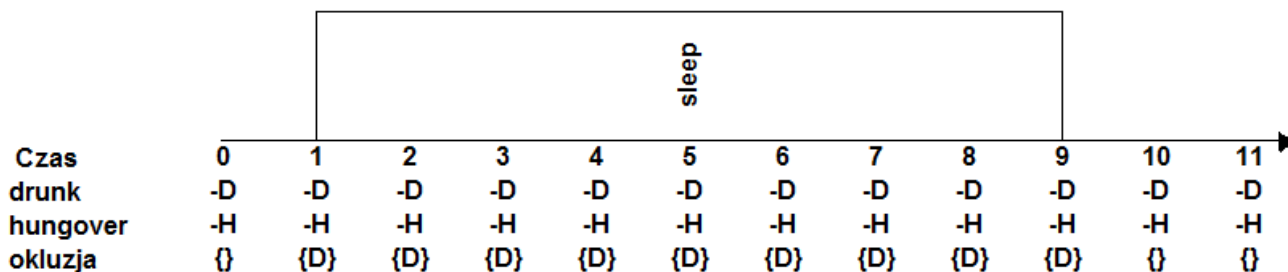 sleep
Czas 0 1 2 3 4 5 6 7 8 9 10 11
drunk -D -D -D -D -D -D -D -D -D -D -D -D
hungover -H -H -H -H -H -H -H -H -H -H -H -H
okluzja {} {D} {D} {D} {D} {D} {D} {D} {D} {D} {} {}